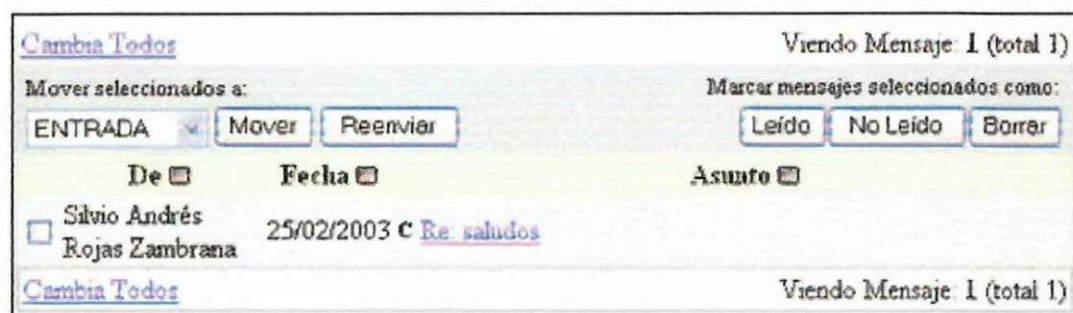 Cambia Todos Viendo Mensaje: 1 (total 1)
Mover seleccionados a: Marcar mensajes seleccionados como:
ENTRADA Mover Reenviar Leído No Leído Borrar
De Fecha Asunto
Silvio Andrés
Rojas Zambrana 25/02/2003 C Re: saludos
Cambia Todos Viendo Mensaje: 1 (total 1)